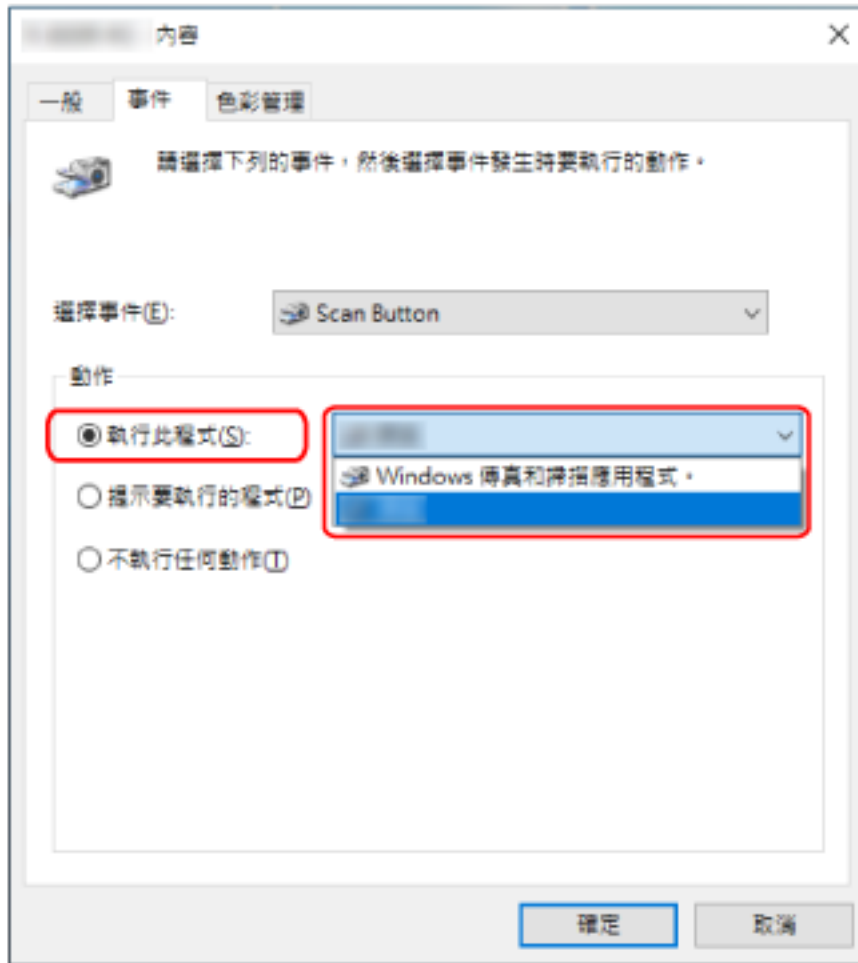 內容
一般 事件 色彩管理
請選擇下列的事件，然後選擇事件發生時要執行的動作。
選擇事件(E): Scan Button
動作
執行此程式(S):
Windows 傳真和掃描應用程式。
提示要執行的程式(P)
不執行任何動作(T)
確定 取消